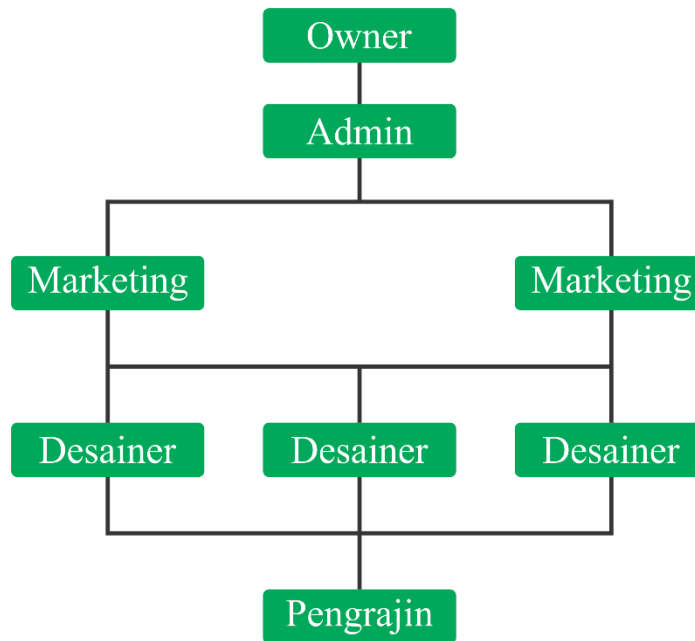 Owner
Admin
Marketing
Marketing
Desainer
Desainer
Desainer
Pengrajin